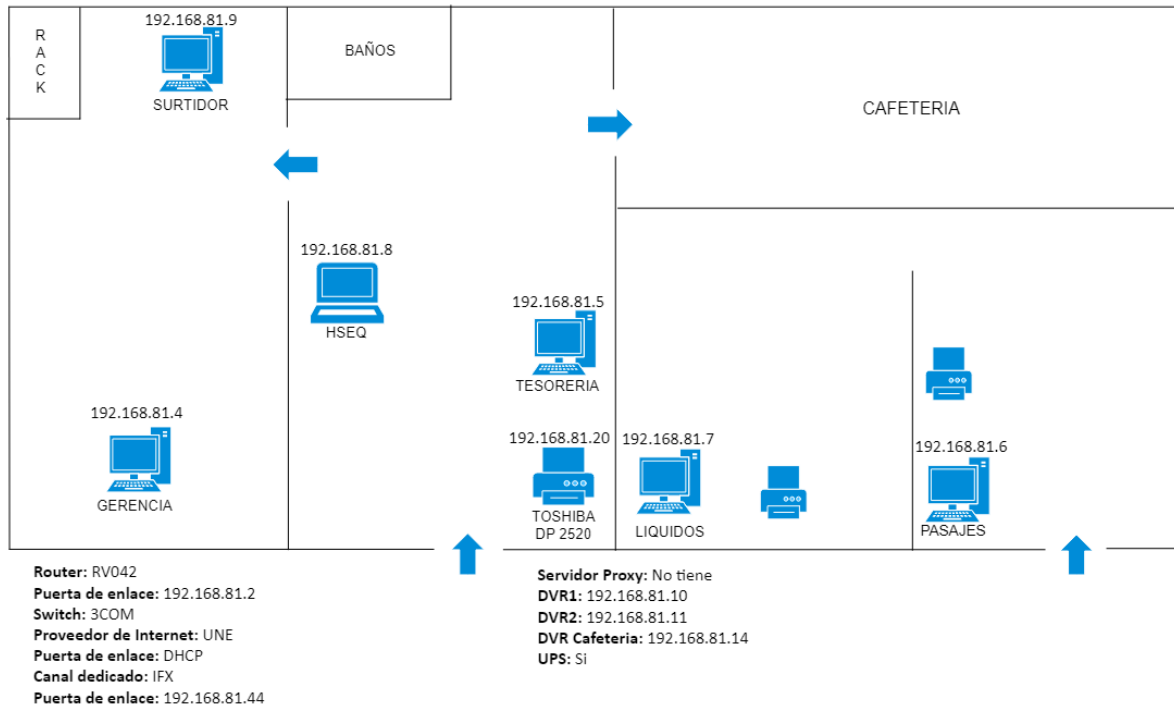 R
A
C
K
192.168.81.9
SURTIDOR
BAÑOS
CAFETERIA
192.168.81.8
HSEQ
192.168.81.5
TESORERIA
192.168.81.4
GERENCIA
192.168.81.20
TOSHIBA
DP 2520
192.168.81.7
LIQUIDOS
192.168.81.6
PASAJES
Router: RV042
Puerta de enlace: 192.168.81.2
Switch: 3COM
Proveedor de Internet: UNE
Puerta de enlace: DHCP
Canal dedicado: IFX
Puerta de enlace: 192.168.81.44
Servidor Proxy: No tiene
DVR1: 192.168.81.10
DVR2: 192.168.81.11
DVR Cafeteria: 192.168.81.14
UPS: Si